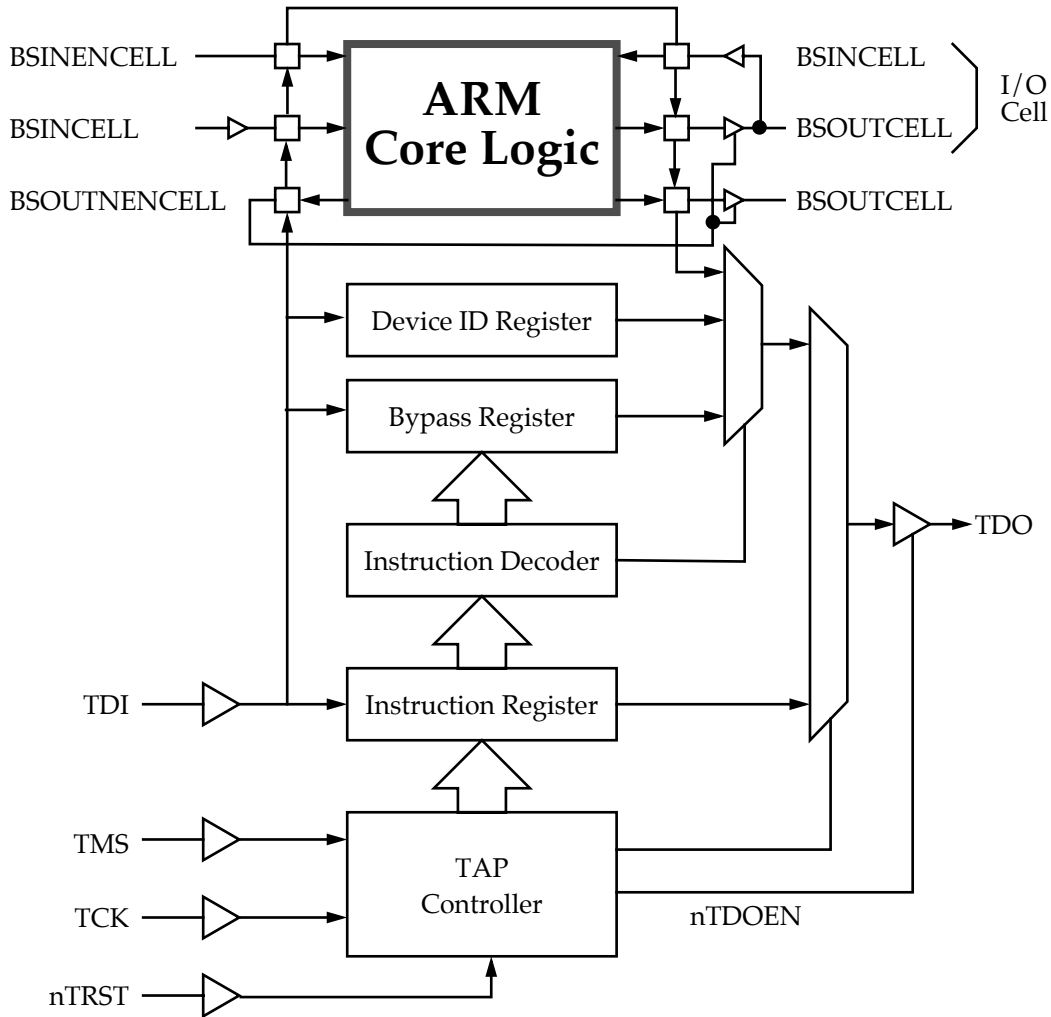 BSINENCELL
BSINCELL
I/O
Cell
ARM
Core Logic
BSINCELL
BSOUTCELL
BSOUTNENCELL
BSOUTCELL
Device ID Register
Bypass Register
Instruction Decoder
TDO
TDI
Instruction Register
TMS
TAP
Controller
TCK
nTDOEN
nTRST